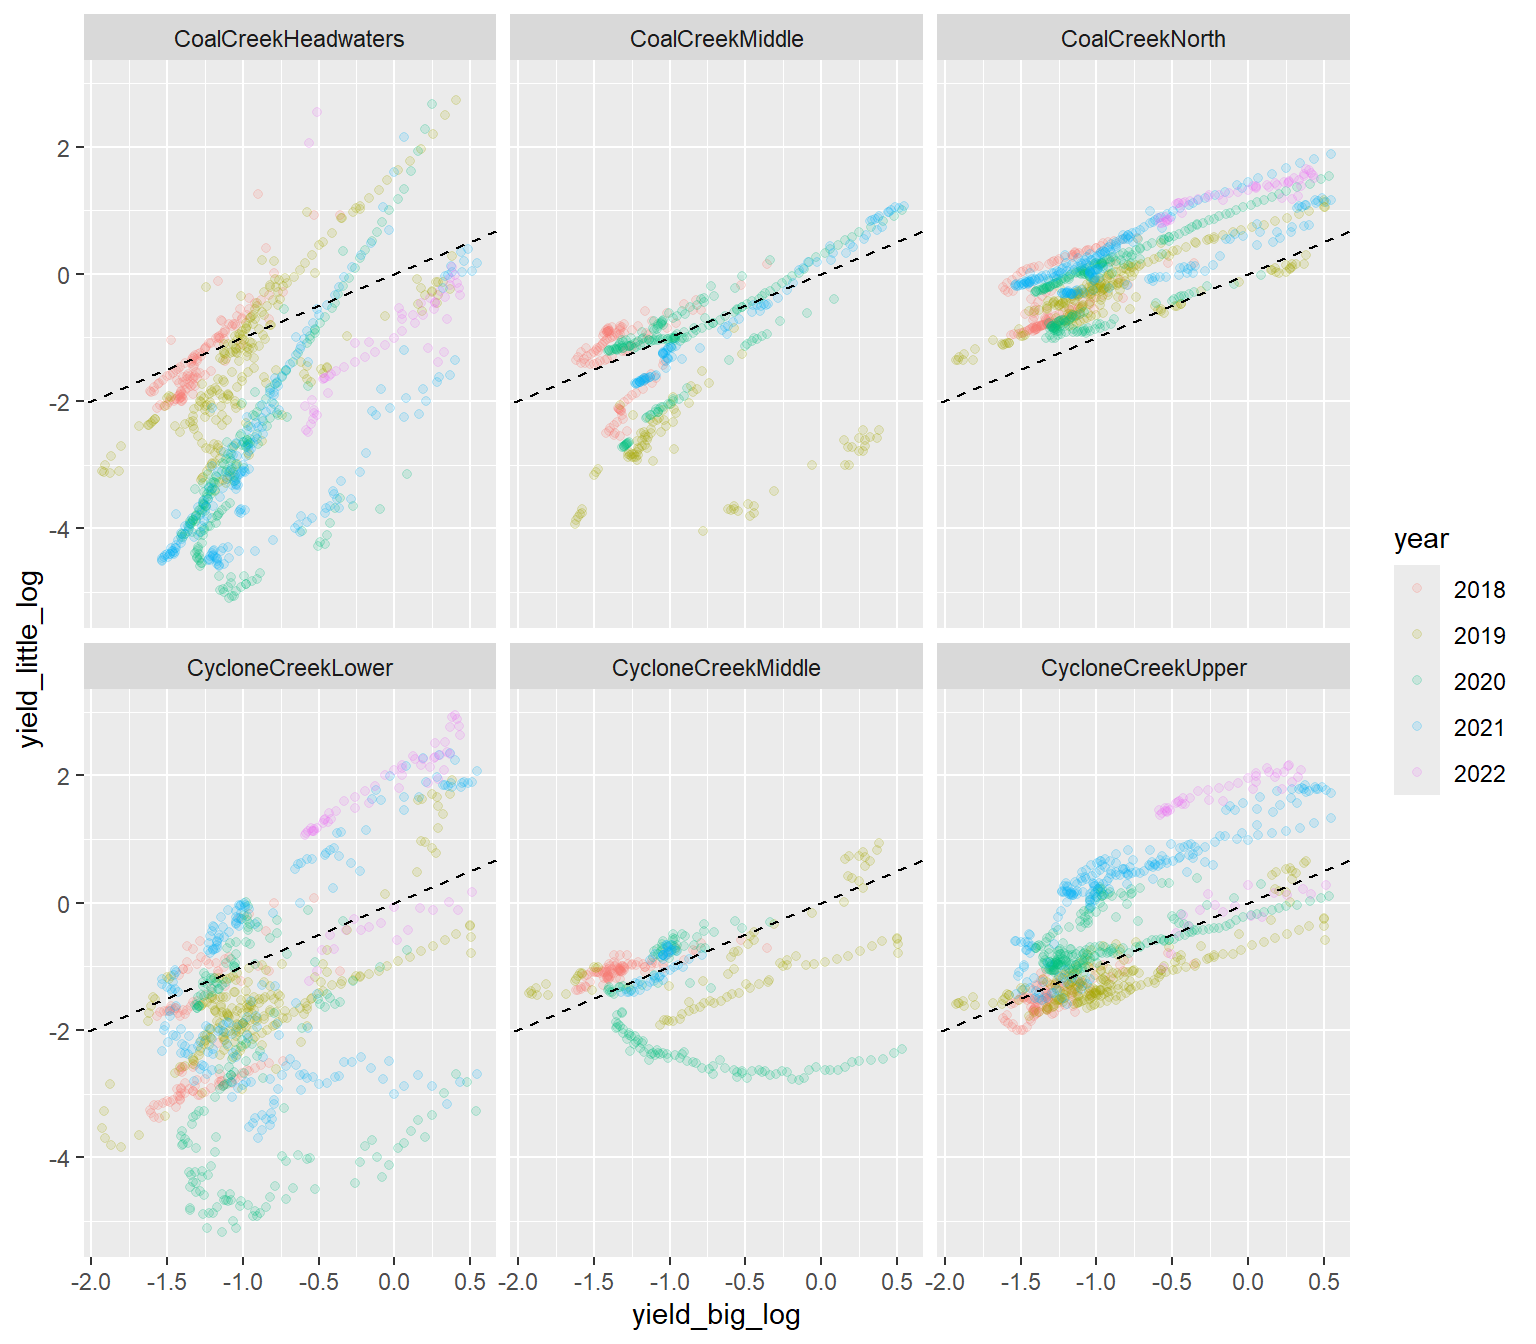 CoalCreekHeadwaters
CoalCreekMiddle
CoalCreekNorth
2
0
-2
-4
CycloneCreekLower
CycloneCreekMiddle
CycloneCreekUpper
2
0
-2
-4
-2.0 -1.5 -1.0 -0.5 0.0 0.5
-2.0 -1.5 -1.0 -0.5 0.0 0.5
-2.0 -1.5 -1.0 -0.5 0.0 0.5
yield_big_log
yield_little_log
year
2018
2019
2020
2021
2022